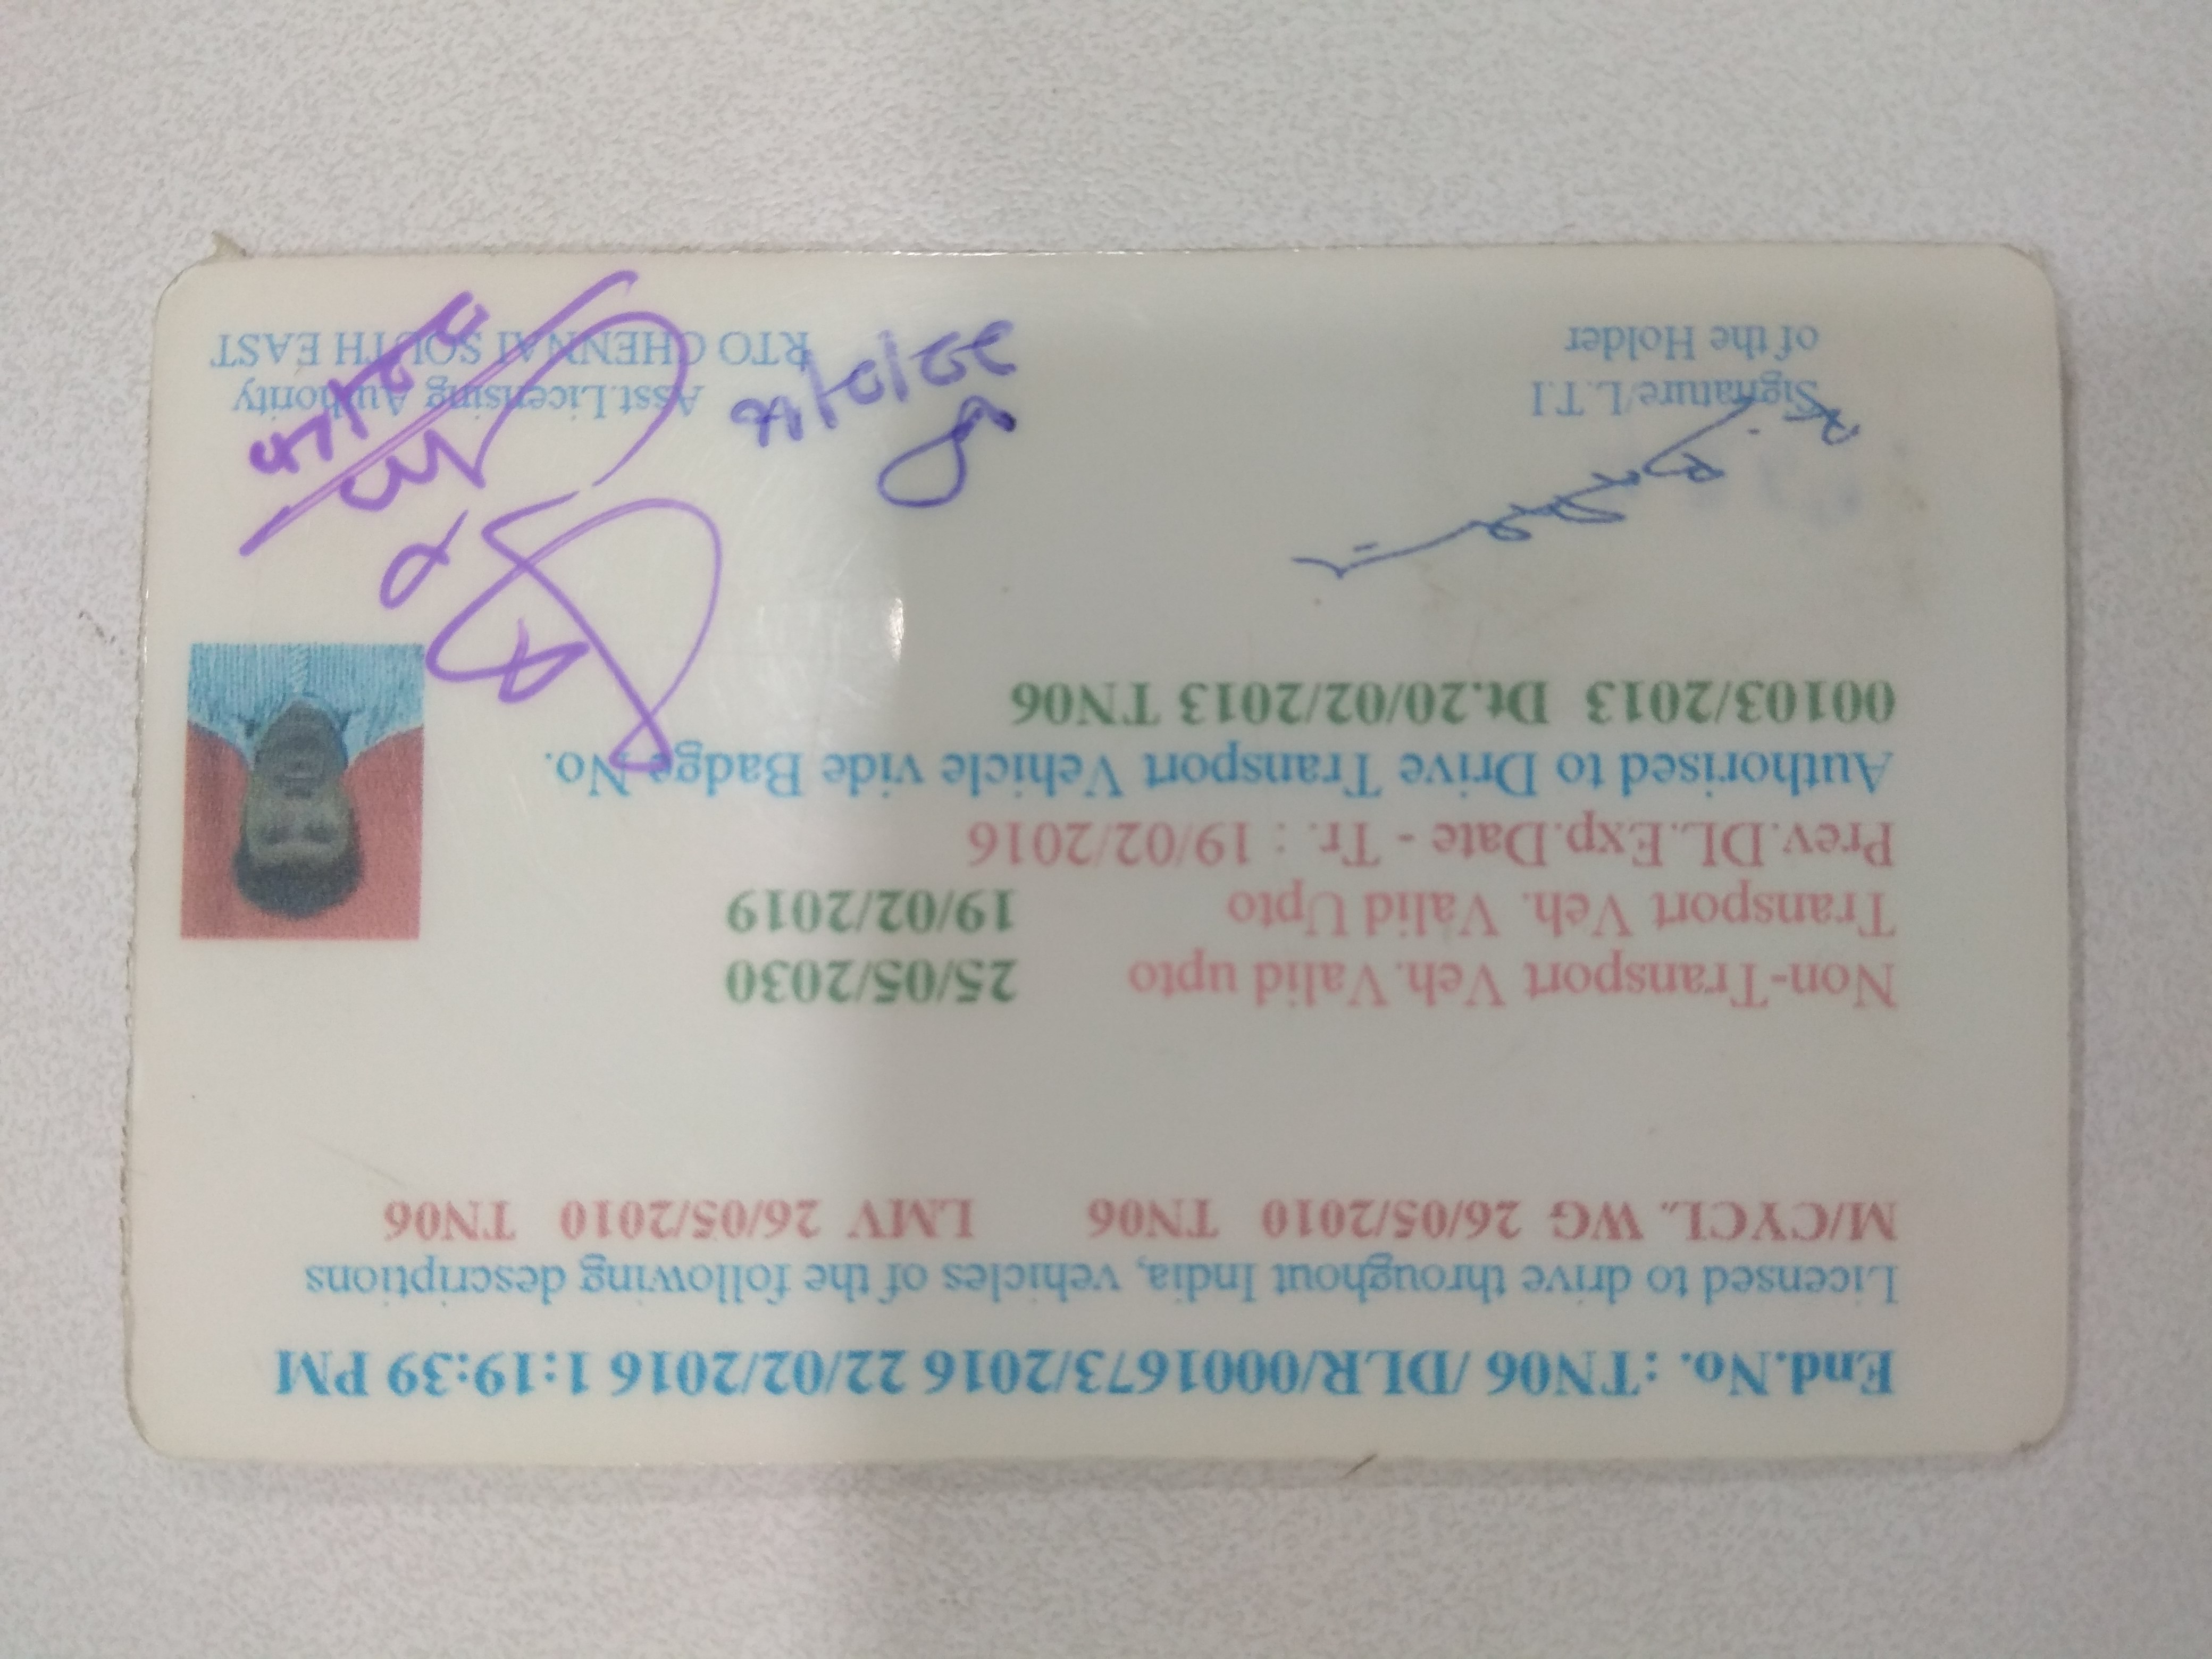 End.No. : TN06 /DLR/0001673/2016 22/02/2016 1:19:39 PM
Licensed to drive throughout India, vehicles of the following descriptions
M/CYCL.. WG 26/05/2010 TN06 LMV 26/05/2010 TN06
Non-Transport Veh.Valid upto 25/05/2030
Transport Veh. Valid Upto 19/02/2019
Prev.DL.Exp.Date - Tr. : 19/02/2016
Authorised to Drive Transport Vehicle vide Badge No.
00103/2013 Dt.20/02/2013 TN06
Signature/L.T.I
of the Holder
Asst.Licensing Authority
RTO CHENNAI SOUTH EAST